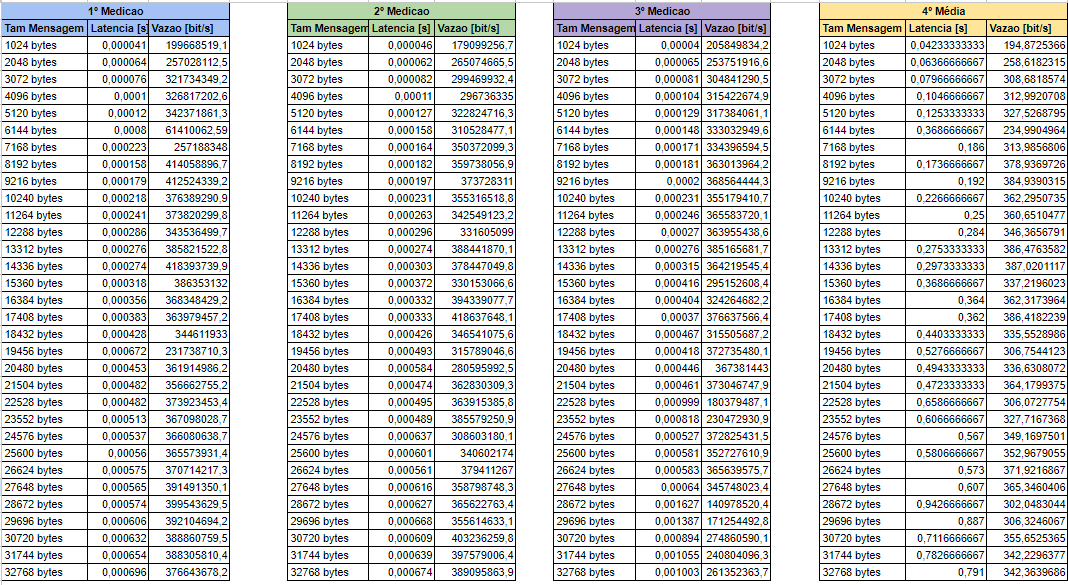 1º Medicao 2º Medicao 3º Medicao 4º Média
Tam Mensagem Latencia [s] Vazao [bit/s] Tam Mensagem Latencia [s] Vazao [bit/s] Tam Mensagem Latencia [s] Vazao [bit/s] Tam Mensagem Latencia [s] Vazao [bit/s]
1024 bytes 0,000041 199668519,1 1024 bytes 0,000046 179099256,7 1024 bytes 0,00004 205849834,2 1024 bytes 0,04233333333 194,8725366
2048 bytes 0,000064 257028112,5 2048 bytes 0,000062 265074665,5 2048 bytes 0,000065 253751916,6 2048 bytes 0,06366666667 258,6182315
3072 bytes 0,000076 321734349,2 3072 bytes 0,000082 299469932,4 3072 bytes 0,000081 304841290,5 3072 bytes 0,07966666667 308,6818574
4096 bytes 0,0001 326817202,6 4096 bytes 0,00011 296736335 4096 bytes 0,000104 315422674,9 4096 bytes 0,1046666667 312,9920708
5120 bytes 0,00012 342371861,3 5120 bytes 0,000127 322824716,3 5120 bytes 0,000129 317384061,1 5120 bytes 0,1253333333 327,5268795
6144 bytes 0,0008 61410062,59 6144 bytes 0,000158 310528477,1 6144 bytes 0,000148 333032949,6 6144 bytes 0,3686666667 234,9904964
7168 bytes 0,000223 257188348 7168 bytes 0,000164 350372099,3 7168 bytes 0,000171 334396594,5 7168 bytes 0,186 313,9856806
8192 bytes 0,000158 414058896,7 8192 bytes 0,000182 359738056,9 8192 bytes 0,000181 363013964,2 8192 bytes 0,1736666667 378,9369726
9216 bytes 0,000179 412524339,2 9216 bytes 0,000197 373728311 9216 bytes 0,0002 368564444,3 9216 bytes 0,192 384,9390315
10240 bytes 0,000218 376389290,9 10240 bytes 0,000231 355316518,8 10240 bytes 0,000231 355179410,7 10240 bytes 0,2266666667 362,2950735
11264 bytes 0,000241 373820299,8 11264 bytes 0,000263 342549123,2 11264 bytes 0,000246 365583720,1 11264 bytes 0,25 360,6510477
12288 bytes 0,000286 343536499,7 12288 bytes 0,000296 331605099 12288 bytes 0,00027 363955438,6 12288 bytes 0,284 346,3656791
13312 bytes 0,000276 385821522,8 13312 bytes 0,000274 388441870,1 13312 bytes 0,000276 385165681,7 13312 bytes 0,2753333333 386,4763582
14336 bytes 0,000274 418393739,9 14336 bytes 0,000303 378447049,8 14336 bytes 0,000315 364219545,4 14336 bytes 0,2973333333 387,0201117
15360 bytes 0,000318 386353132 15360 bytes 0,000372 330153066,6 15360 bytes 0,000416 295152608,4 15360 bytes 0,3686666667 337,2196023
16384 bytes 0,000356 368348429,2 16384 bytes 0,000332 394339077,7 16384 bytes 0,000404 324264682,2 16384 bytes 0,364 362,3173964
17408 bytes 0,000383 363979457,2 17408 bytes 0,000333 418637648,1 17408 bytes 0,00037 376637566,4 17408 bytes 0,362 386,4182239
18432 bytes 0,000428 344611933 18432 bytes 0,000426 346541075,6 18432 bytes 0,000467 315505687,2 18432 bytes 0,4403333333 335,5528986
19456 bytes 0,000672 231738710,3 19456 bytes 0,000493 315789046,6 19456 bytes 0,000418 372735480,1 19456 bytes 0,5276666667 306,7544123
20480 bytes 0,000453 361914986,2 20480 bytes 0,000584 280595992,5 20480 bytes 0,000446 367381443 20480 bytes 0,4943333333 336,6308072
21504 bytes 0,000482 356662755,2 21504 bytes 0,000474 362830309,3 21504 bytes 0,000461 373046747,9 21504 bytes 0,4723333333 364,1799375
22528 bytes 0,000482 373923453,4 22528 bytes 0,000495 363915385,8 22528 bytes 0,000999 180379487,1 22528 bytes 0,6586666667 306,0727754
23552 bytes 0,000513 367098028,7 23552 bytes 0,000489 385579250,9 23552 bytes 0,000818 230472930,9 23552 bytes 0,6066666667 327,7167368
24576 bytes 0,000537 366080638,7 24576 bytes 0,000637 308603180,1 24576 bytes 0,000527 372825431,5 24576 bytes 0,567 349,1697501
25600 bytes 0,00056 365573931,4 25600 bytes 0,000601 340602174 25600 bytes 0,000581 352727610,9 25600 bytes 0,5806666667 352,9679055
26624 bytes 0,000575 370714217,3 26624 bytes 0,000561 379411267 26624 bytes 0,000583 365639575,7 26624 bytes 0,573 371,9216867
27648 bytes 0,000565 391491350,1 27648 bytes 0,000616 358798748,3 27648 bytes 0,00064 345748023,4 27648 bytes 0,607 365,3460406
28672 bytes 0,000574 399543629,5 28672 bytes 0,000627 365622763,4 28672 bytes 0,001627 140978520,4 28672 bytes 0,9426666667 302,0483044
29696 bytes 0,000606 392104694,2 29696 bytes 0,000668 355614633,1 29696 bytes 0,001387 171254492,8 29696 bytes 0,887 306,3246067
30720 bytes 0,000632 388860759,5 30720 bytes 0,000609 403236259,8 30720 bytes 0,000894 274860590,1 30720 bytes 0,7116666667 355,6525365
31744 bytes 0,000654 388305810,4 31744 bytes 0,000639 397579006,4 31744 bytes 0,001055 240804096,3 31744 bytes 0,7826666667 342,2296377
32768 bytes 0,000696 376643678,2 32768 bytes 0,000674 389095863,9 32768 bytes 0,001003 261352363,7 32768 bytes 0,791 342,3639686